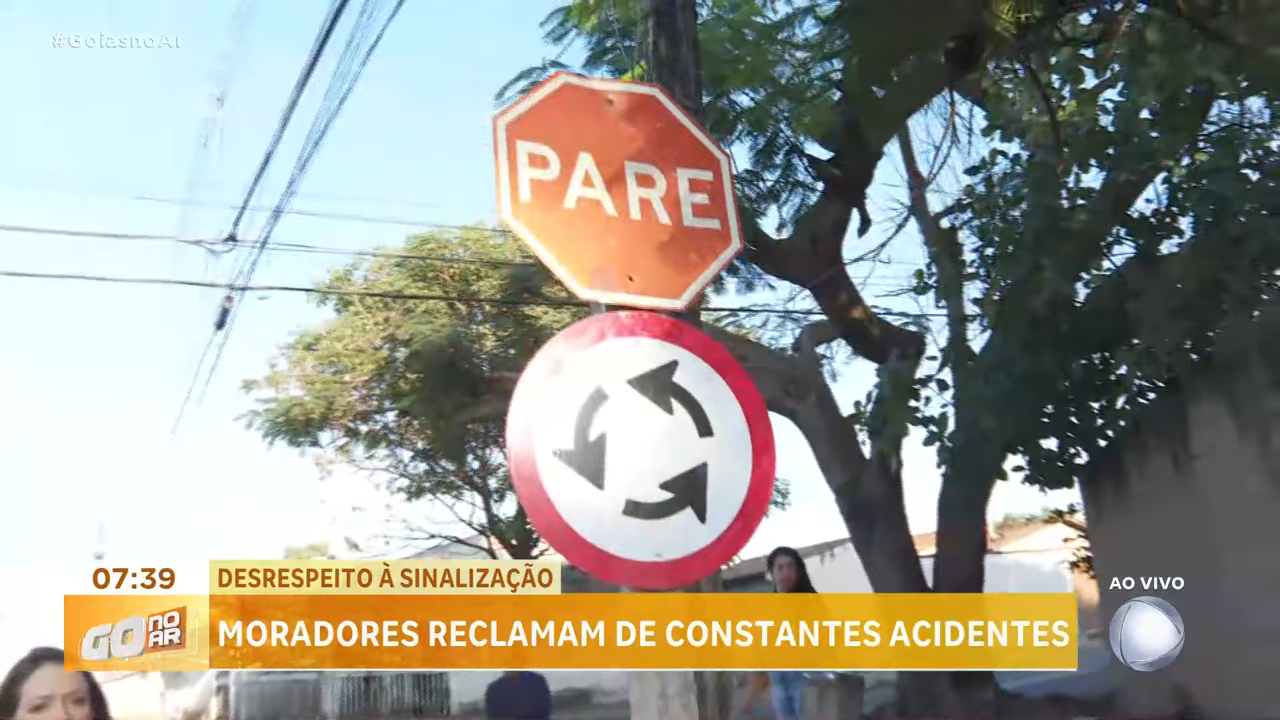 #GoiasnoAr
PARE
07:39
DESRESPEITO À SINALIZAÇÃO
AO VIVO
GO NO AR
MORADORES RECLAMAM DE CONSTANTES ACIDENTES